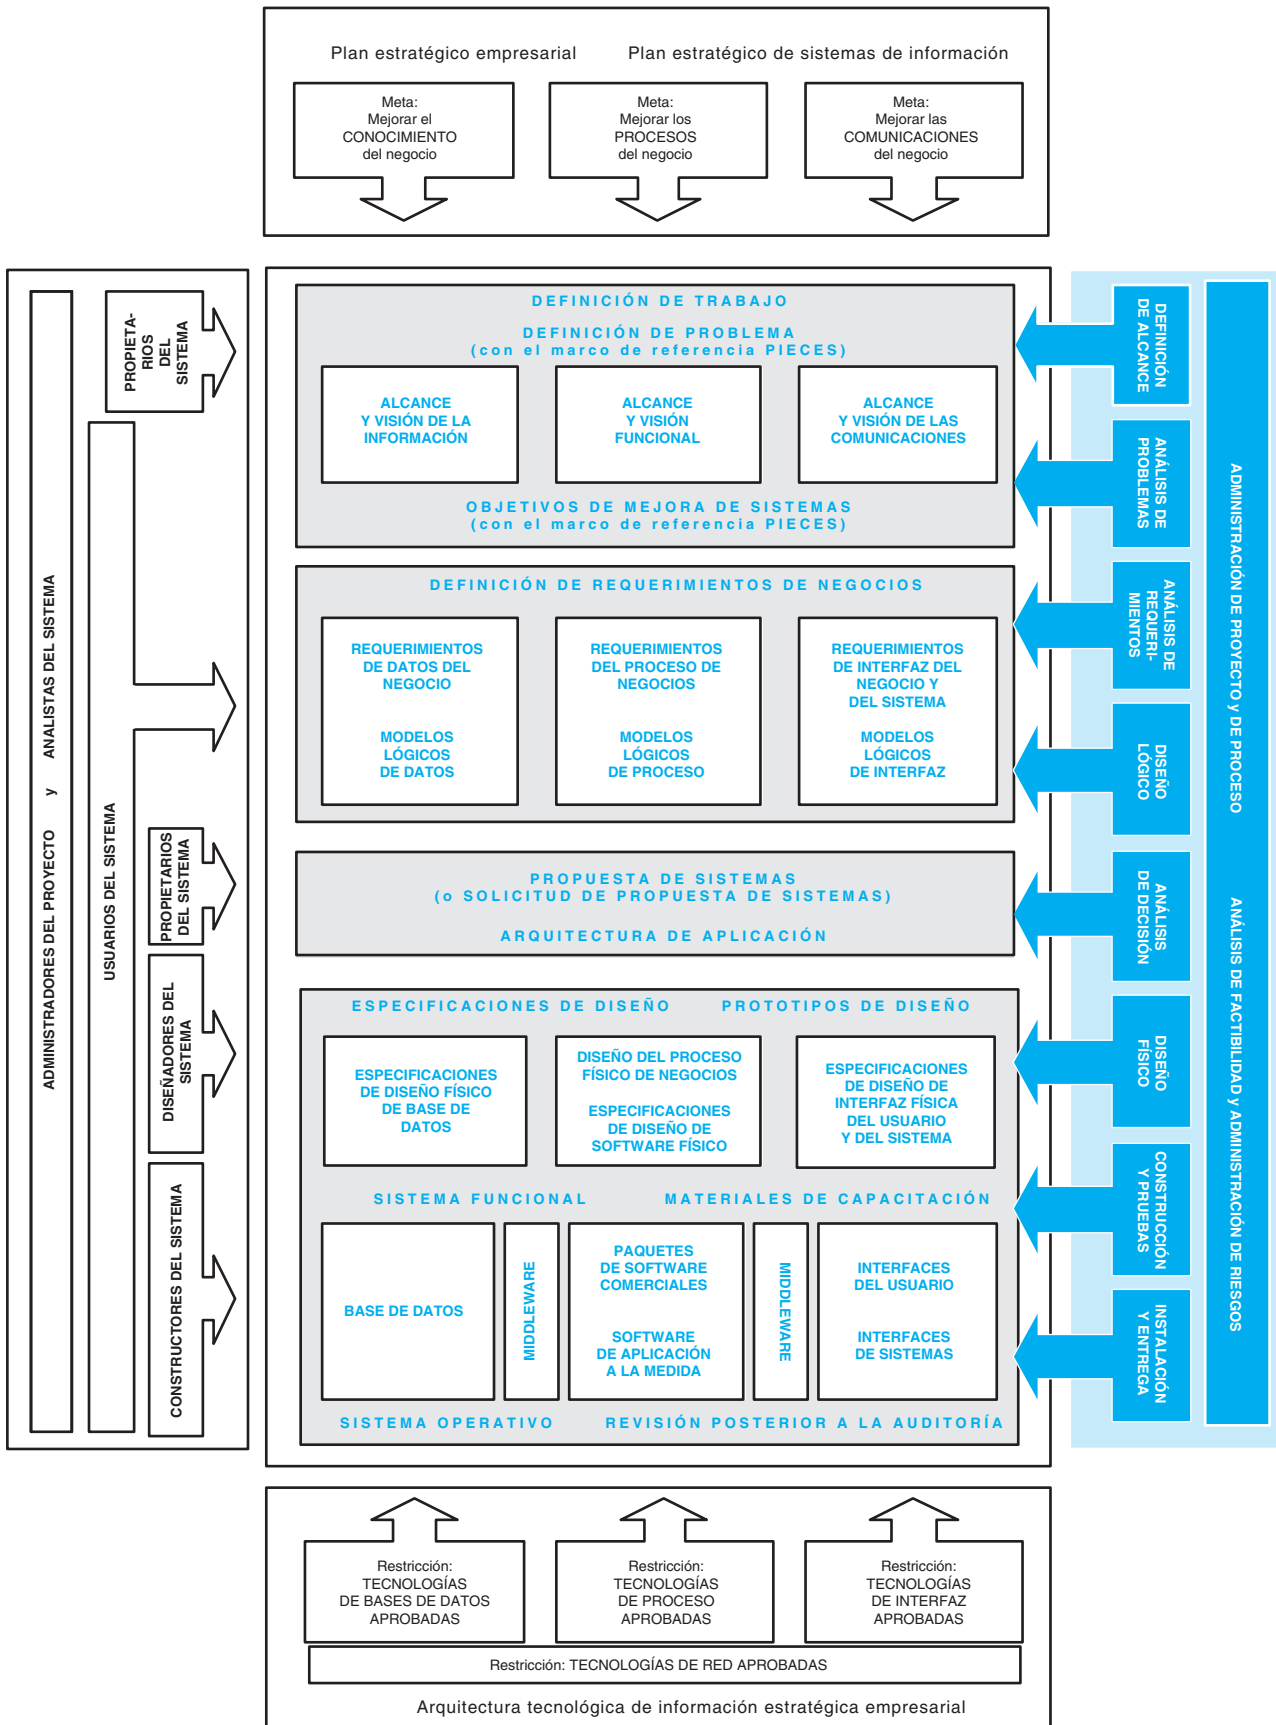 Plan estratégico empresarial
Plan estratégico de sistemas de información
Meta:
Mejorar el
CONOCIMIENTO
del negocio
Meta:
Mejorar los
PROCESOS
del negocio
Meta:
Mejorar las
COMUNICACIONES
del negocio
ADMINISTRADORES DEL PROYECTO y ANALISTAS DEL SISTEMA
USUARIOS DEL SISTEMA
PROPIETA-
RIOS
DEL
SISTEMA
PROPIETARIOS
DEL SISTEMA
DISEÑADORES DEL
SISTEMA
CONSTRUCTORES DEL SISTEMA
DEFINICIÓN DE TRABAJO
DEFINICIÓN DE PROBLEMA
(con el marco de referencia PIECES)
ALCANCE
Y VISIÓN DE LA
INFORMACIÓN
ALCANCE
Y VISIÓN
FUNCIONAL
ALCANCE
Y VISIÓN DE LAS
COMUNICACIONES
OBJETIVOS DE MEJORA DE SISTEMAS
(con el marco de referencia PIECES)
DEFINICIÓN DE REQUERIMIENTOS DE NEGOCIOS
REQUERIMIENTOS
DE DATOS DEL
NEGOCIO
MODELOS
LÓGICOS
DE DATOS
REQUERIMIENTOS
DEL PROCESO DE
NEGOCIOS
MODELOS
LÓGICOS
DE PROCESO
REQUERIMIENTOS
DE INTERFAZ DEL
NEGOCIO Y
DEL SISTEMA
MODELOS
LÓGICOS
DE INTERFAZ
PROPUESTA DE SISTEMAS
(o SOLICITUD DE PROPUESTA DE SISTEMAS)
ARQUITECTURA DE APLICACIÓN
ESPECIFICACIONES DE DISEÑO
PROTOTIPOS DE DISEÑO
ESPECIFICACIONES
DE DISEÑO FÍSICO
DE BASE DE
DATOS
DISEÑO DEL PROCESO
FÍSICO DE NEGOCIOS
ESPECIFICACIONES
DE DISEÑO DE
SOFTWARE FÍSICO
ESPECIFICACIONES
DE DISEÑO DE
INTERFAZ FÍSICA
DEL USUARIO
Y DEL SISTEMA
SISTEMA FUNCIONAL
MATERIALES DE CAPACITACIÓN
BASE DE DATOS
MIDDLEWARE
PAQUETES
DE SOFTWARE
COMERCIALES
SOFTWARE
DE APLICACIÓN
A LA MEDIDA
MIDDLEWARE
INTERFACES
DEL USUARIO
INTERFACES
DE SISTEMAS
SISTEMA OPERATIVO
REVISIÓN POSTERIOR A LA AUDITORÍA
DEFINICIÓN
DE ALCANCE
ANÁLISIS DE
PROBLEMAS
ANÁLISIS DE
REQUERI-
MIENTOS
DISEÑO
LÓGICO
ANÁLISIS
DE DECISIÓN
DISEÑO
FÍSICO
CONSTRUCCIÓN
Y PRUEBAS
INSTALACIÓN
Y ENTREGA
ADMINISTRACIÓN DE PROYECTO y DE PROCESO
ANÁLISIS DE FACTIBILIDAD y ADMINISTRACIÓN DE RIESGOS
Restricción:
TECNOLOGÍAS
DE BASES DE DATOS
APROBADAS
Restricción:
TECNOLOGÍAS
DE PROCESO
APROBADAS
Restricción:
TECNOLOGÍAS
DE INTERFAZ
APROBADAS
Restricción: TECNOLOGÍAS DE RED APROBADAS
Arquitectura tecnológica de información estratégica empresarial